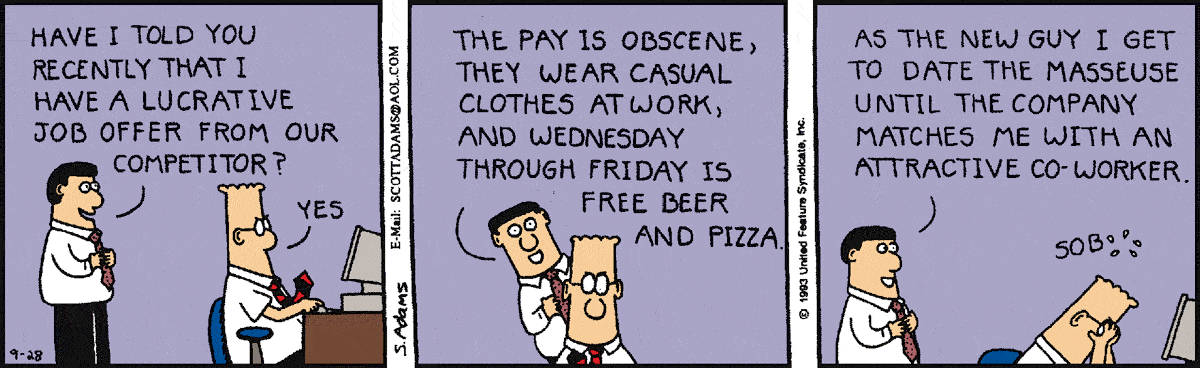 HAVE I TOLD YOU
RECENTLY THAT I
HAVE A LUCRATIVE
JOB OFFER FROM OUR
COMPETITOR?
YES
9-28
S. Adams
E-Mail: SCOTTADAMS@AOL.COM
THE PAY IS OBSCENE,
THEY WEAR CASUAL
CLOTHES AT WORK,
AND WEDNESDAY
THROUGH FRIDAY IS
FREE BEER
AND PIZZA.
© 1993 United Feature Syndicate, Inc.
AS THE NEW GUY I GET
TO DATE THE MASSEUSE
UNTIL THE COMPANY
MATCHES ME WITH AN
ATTRACTIVE CO-WORKER.
SOB